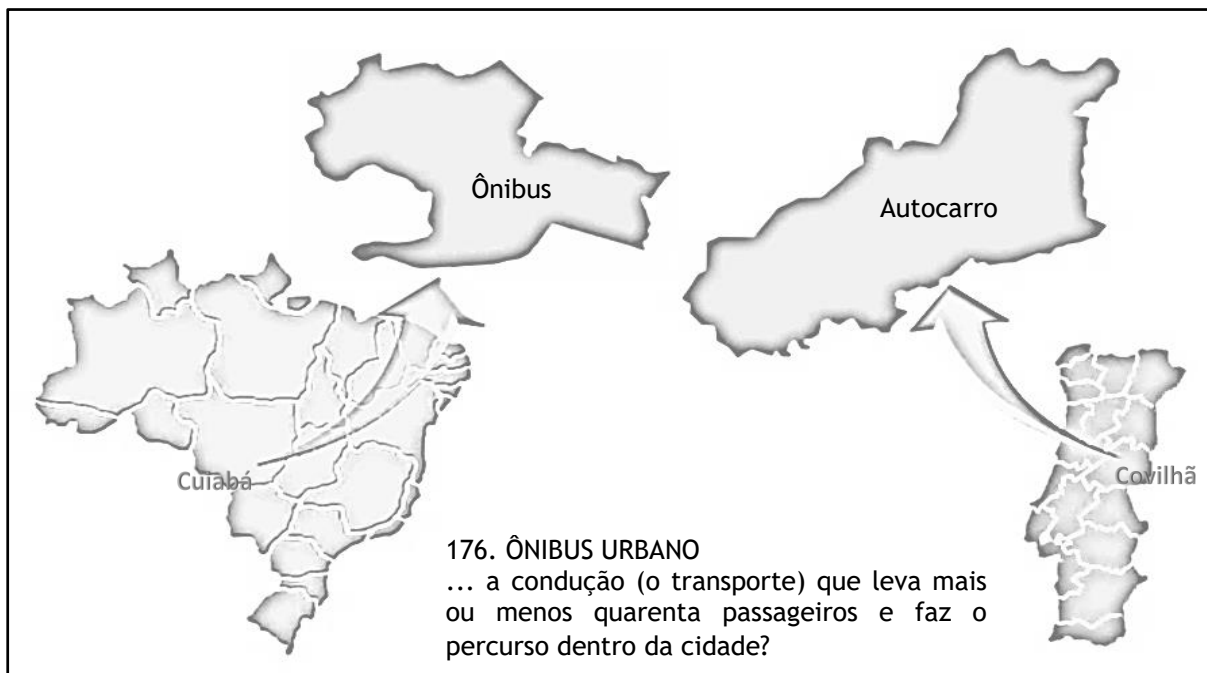 Ônibus
Autocarro
Cuiabá
Covilhã
176. ÔNIBUS URBANO
... a condução (o transporte) que leva mais
ou menos quarenta passageiros e faz o
percurso dentro da cidade?